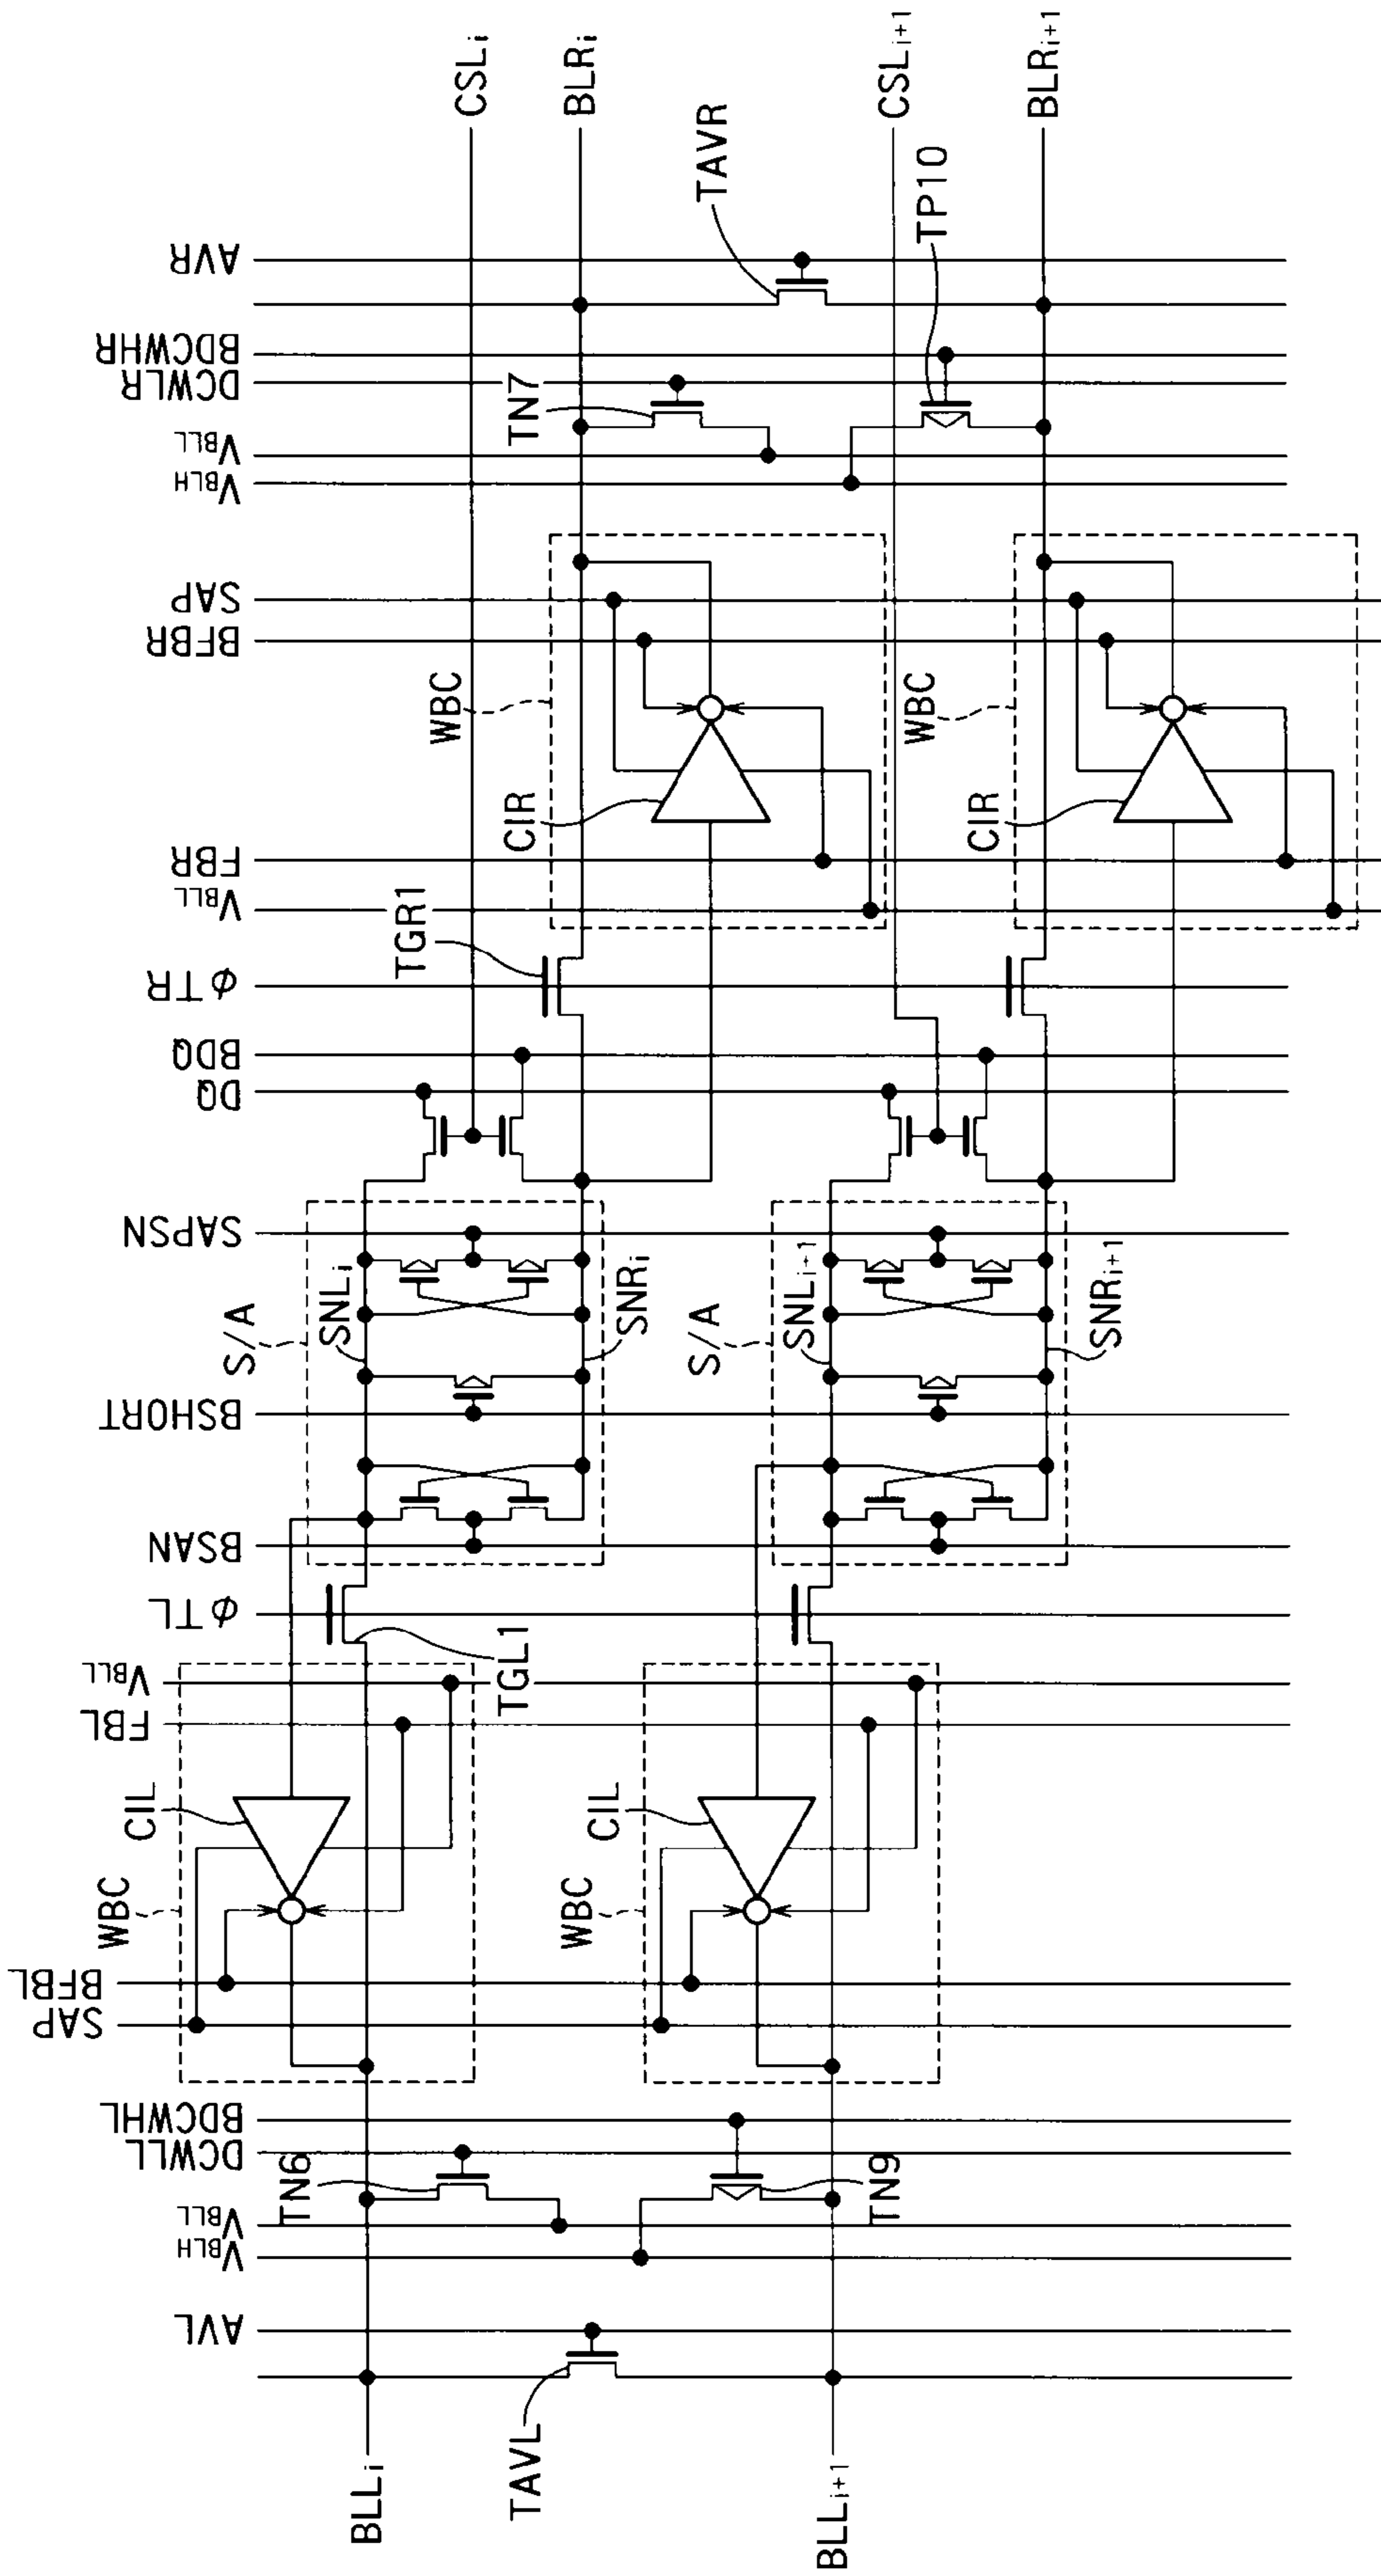 CSLi
BLRi
CSLi+1
BLRi+1
TAVR
TP10
AVR
BDCWHR
DCWLR
VBLL
VBLH
TN7
SAP
BFBR
WBC
WBC
CIR
CIR
FBR
VBLL
TGR1
φTR
BDQ
DQ
SAPSN
S/A
SNLi
SNRi
S/A
SNLi+1
SNRi+1
BSHORT
BSAN
φTL
TGL1
VBLL
FBL
CIL
CIL
WBC
WBC
BFBL
SAP
BDCWHL
DCWLL
TN6
TN9
VBLL
VBLH
AVL
TAVL
BLLi
BLLi+1